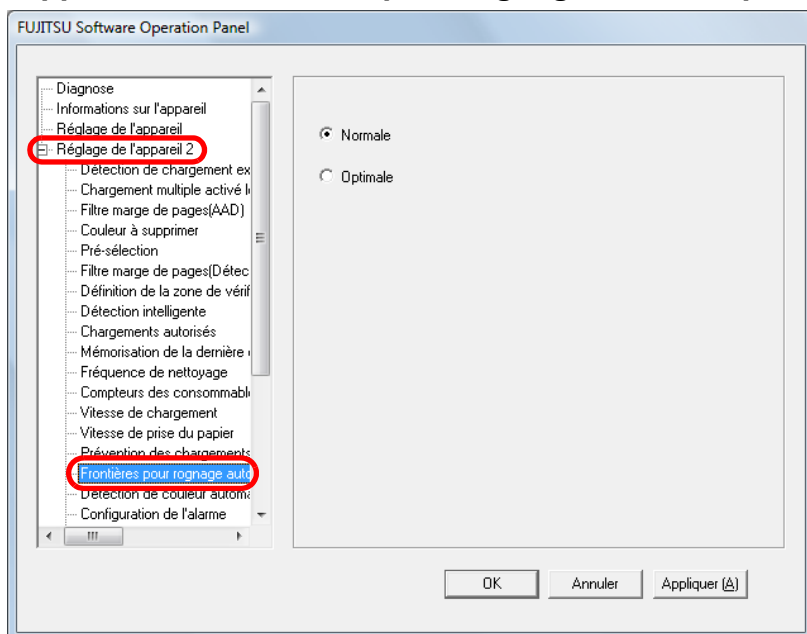 FUJITSU Software Operation Panel
Diagnose
Informations sur l'appareil
Réglage de l'appareil
Réglage de l'appareil 2
Détection de chargement ex
Chargement multiple activé l
Filtre marge de pages(AAD)
Couleur à supprimer
Pré-sélection
Filtre marge de pages(Détec
Définition de la zone de vérif
Détection intelligente
Chargements autorisés
Mémorisation de la dernière
Fréquence de nettoyage
Compteurs des consommabl
Vitesse de chargement
Vitesse de prise du papier
Prévention des chargements
Frontières pour rognage auto
Détection de couleur automa
Configuration de l'alarme
Normale
Optimale
OK
Annuler
Appliquer (A)